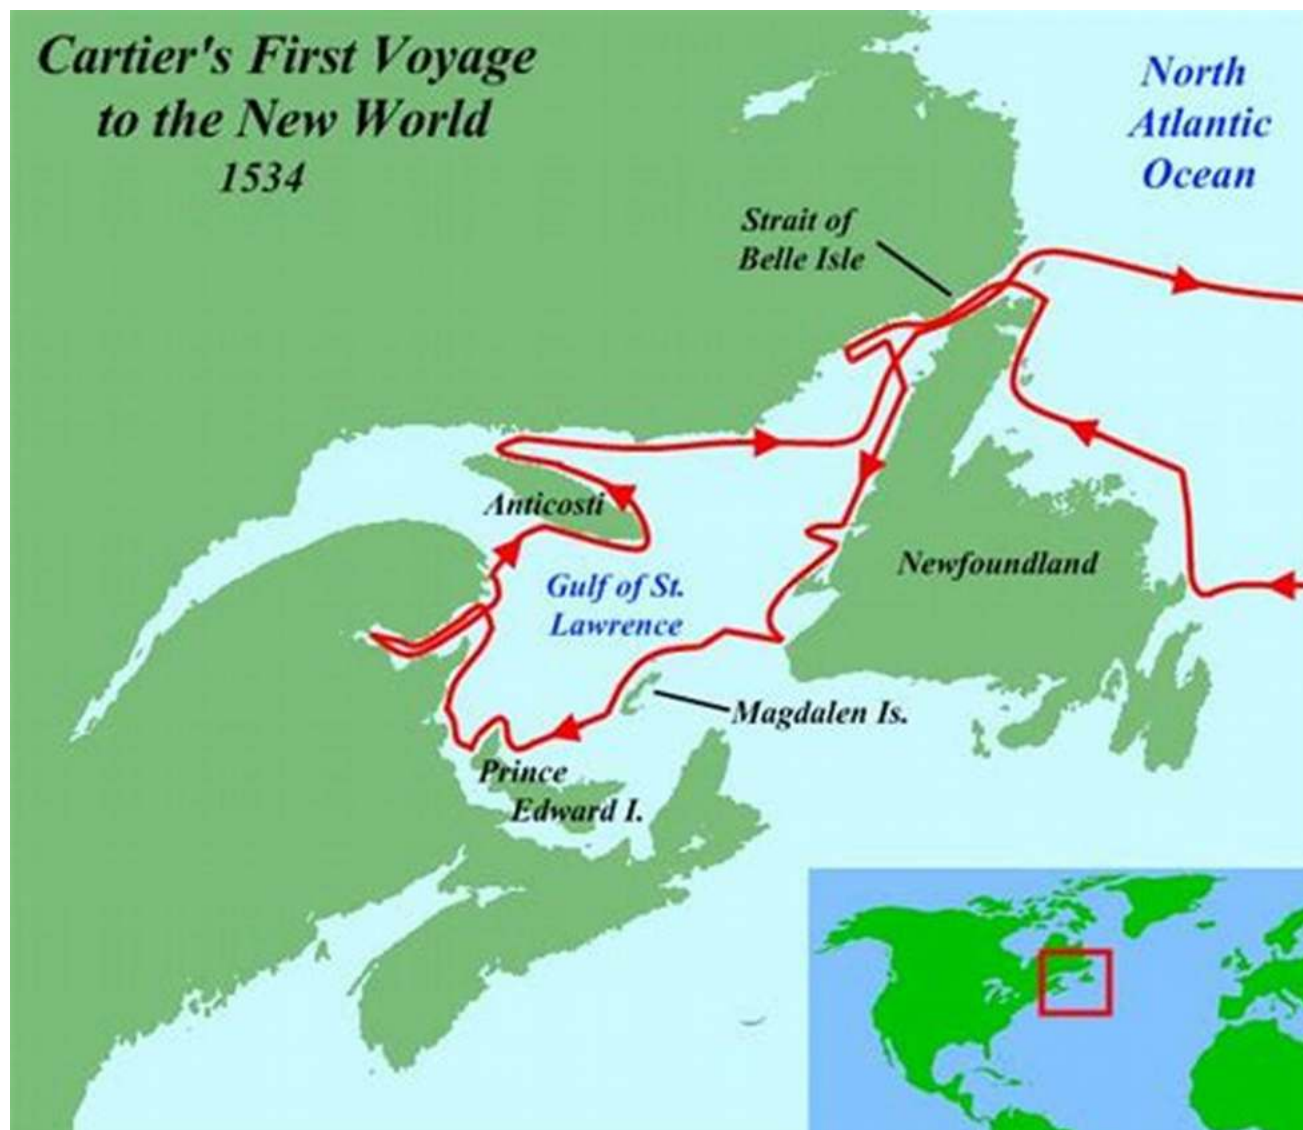 Cartier's First Voyage
to the New World
1534
North
Atlantic
Ocean
Strait of
Belle Isle
Anticosti
Gulf of St.
Lawrence
Newfoundland
Magdalen Is.
Prince
Edward I.